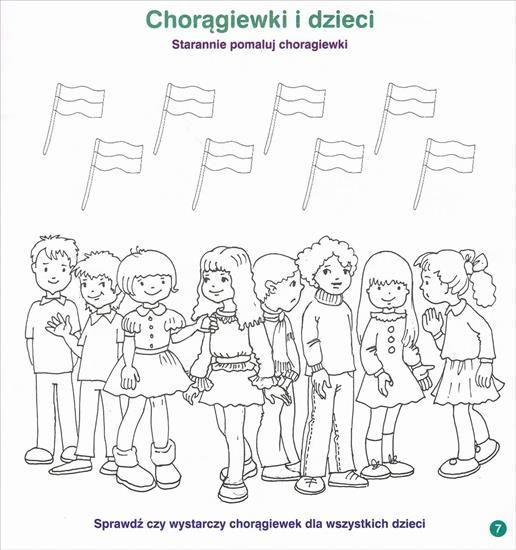 Chorągiewki i dzieci
Starannie pomaluj choragiewki
Sprawdź czy wystarczy chorągiewek dla wszystkich dzieci
7